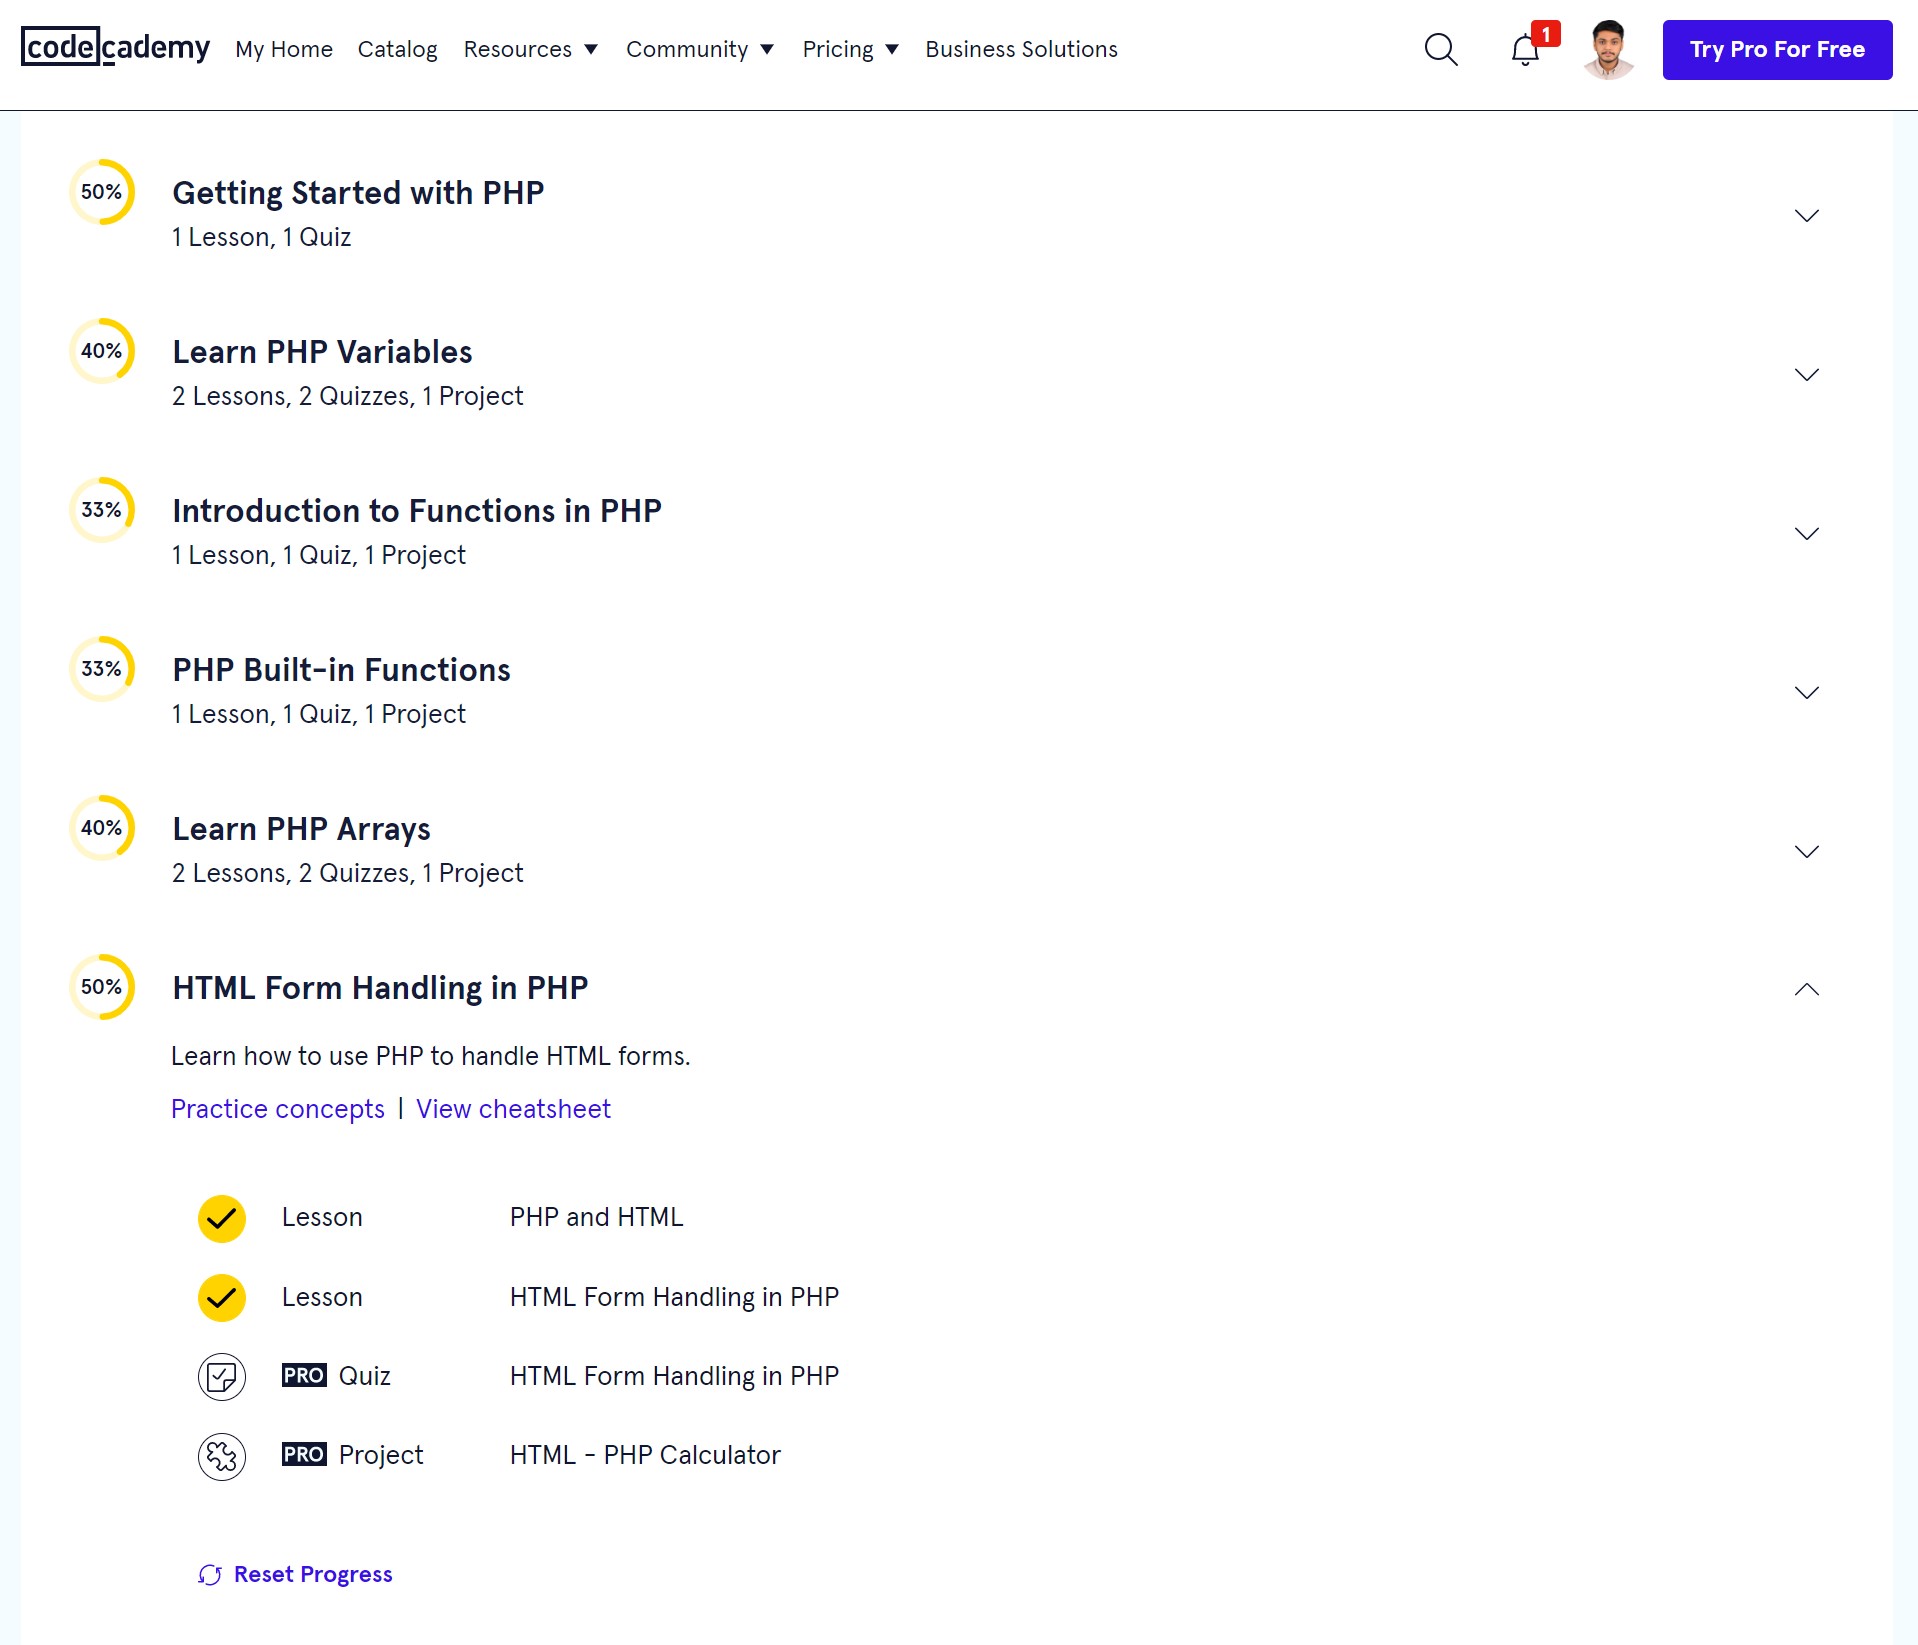 codecademy My Home Catalog Resources Community Pricing Business Solutions 1 Try Pro For Free
50% Getting Started with PHP
1 Lesson, 1 Quiz
40% Learn PHP Variables
2 Lessons, 2 Quizzes, 1 Project
33% Introduction to Functions in PHP
1 Lesson, 1 Quiz, 1 Project
33% PHP Built-in Functions
1 Lesson, 1 Quiz, 1 Project
40% Learn PHP Arrays
2 Lessons, 2 Quizzes, 1 Project
50% HTML Form Handling in PHP
Learn how to use PHP to handle HTML forms.
Practice concepts | View cheatsheet
Lesson PHP and HTML
Lesson HTML Form Handling in PHP
PRO Quiz HTML Form Handling in PHP
PRO Project HTML - PHP Calculator
Reset Progress